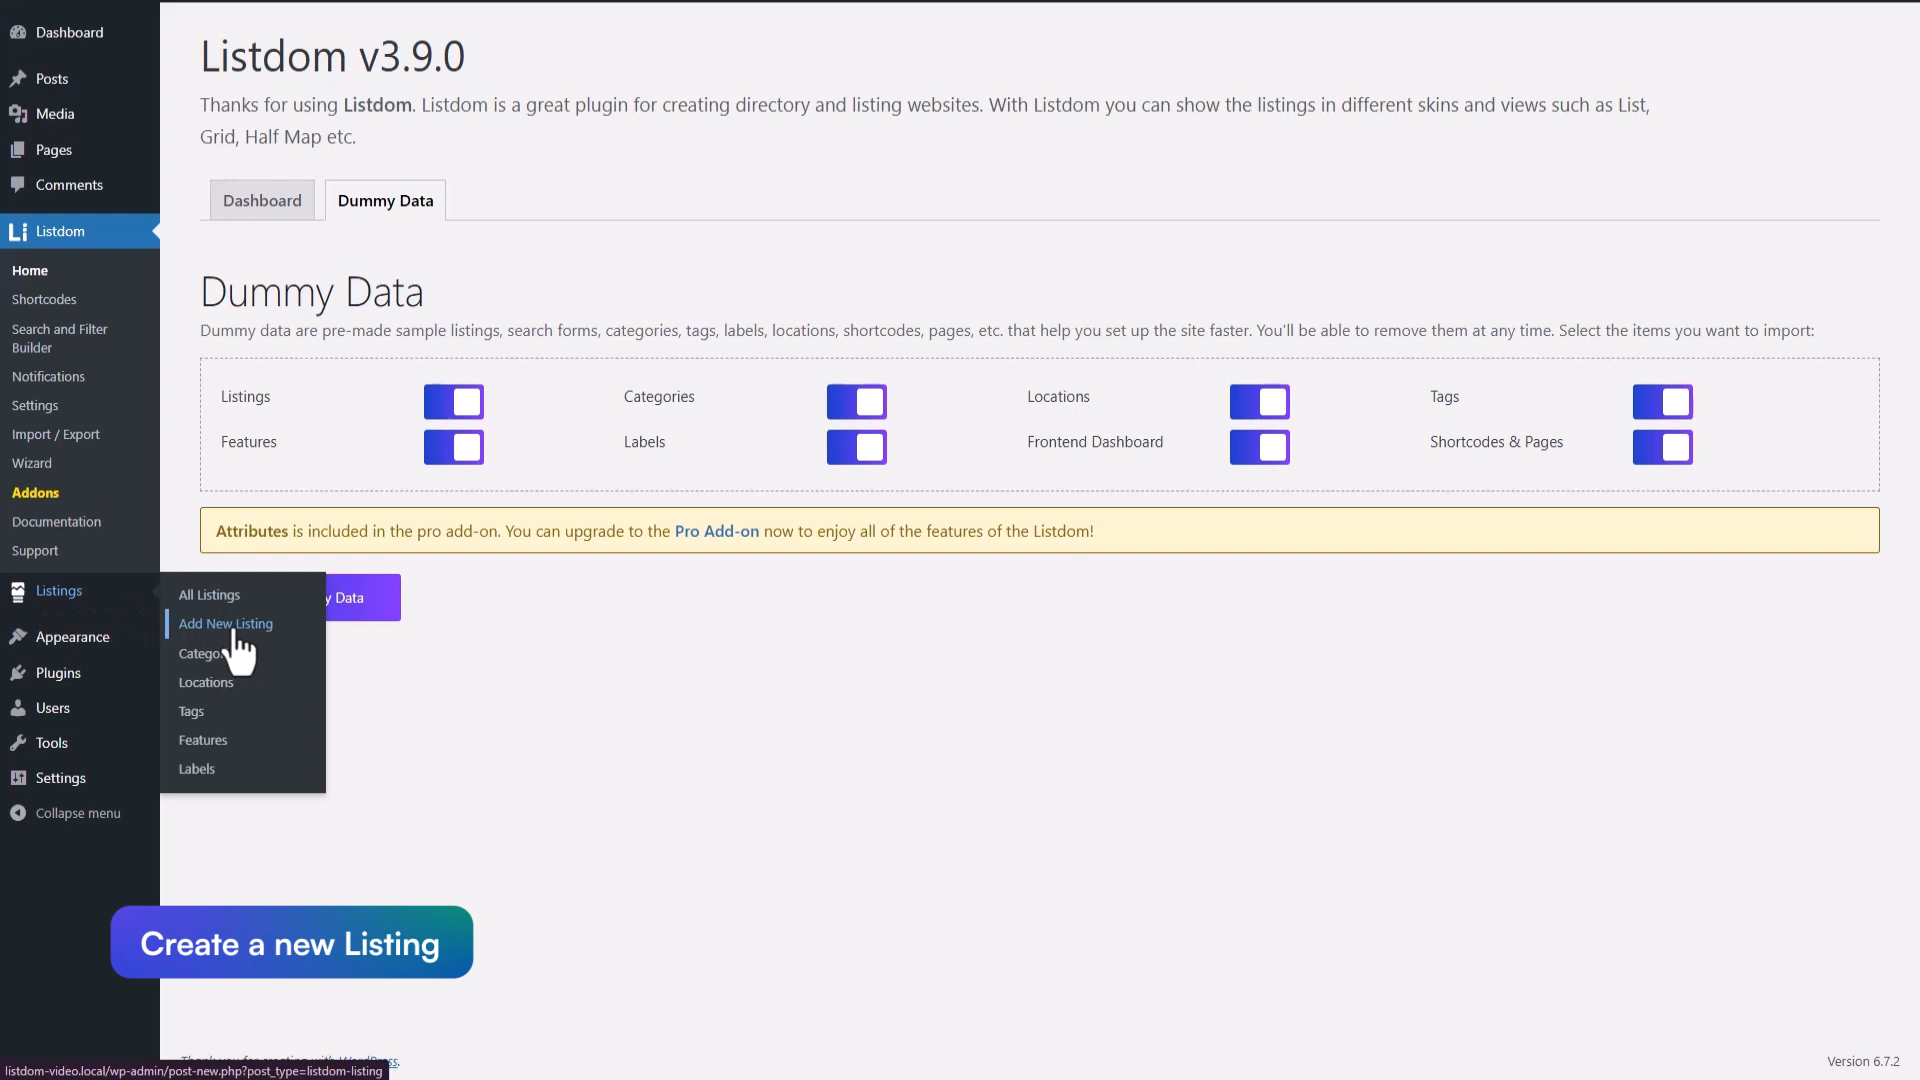 Dashboard
Posts
Media
Pages
Comments
Listdom
Home
Shortcodes
Search and Filter
Builder
Notifications
Settings
Import / Export
Wizard
Addons
Documentation
Support
Listings
Appearance
Plugins
Users
Tools
Settings
Collapse menu
All Listings
Add New Listing
Locations
Tags
Features
Labels
Listdom v3.9.0
Thanks for using Listdom. Listdom is a great plugin for creating directory and listing websites. With Listdom you can show the listings in different skins and views such as List,
Grid, Half Map etc.
Dashboard
Dummy Data
Dummy Data
Dummy data are pre-made sample listings, search forms, categories, tags, labels, locations, shortcodes, pages, etc. that help you set up the site faster. You'll be able to remove them at any time. Select the items you want to import:
Listings
Categories
Locations
Tags
Features
Labels
Frontend Dashboard
Shortcodes & Pages
Attributes is included in the pro add-on. You can upgrade to the Pro Add-on now to enjoy all of the features of the Listdom!
y Data
Create a new Listing
Thank you for creating with WordPress.
Version 6.7.2
listdom-video.local/wp-admin/post-new.php?post_type=listdom-listing